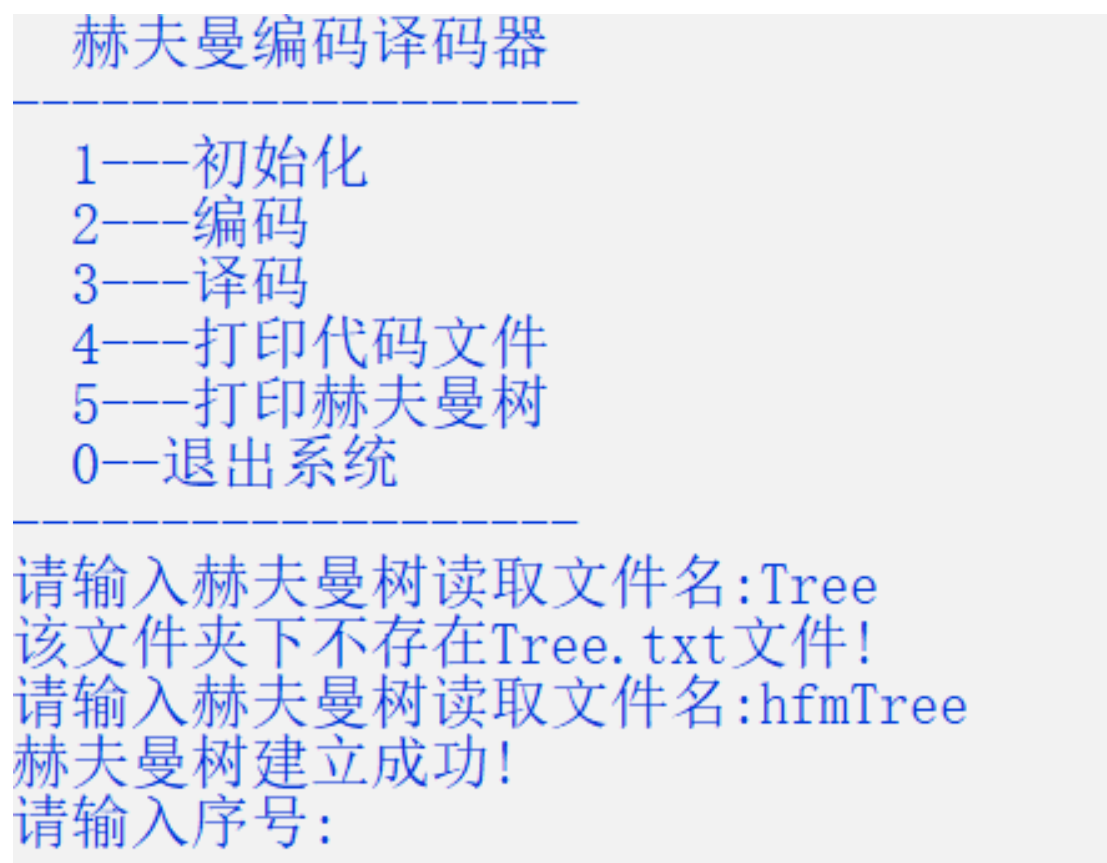 赫夫曼编码译码器
-------------------
1---初始化
2---编码
3---译码
4---打印代码文件
5---打印赫夫曼树
0--退出系统
-------------------
请输入赫夫曼树读取文件名:Tree
该文件夹下不存在Tree.txt文件!
请输入赫夫曼树读取文件名:hfmTree
赫夫曼树建立成功!
请输入序号: